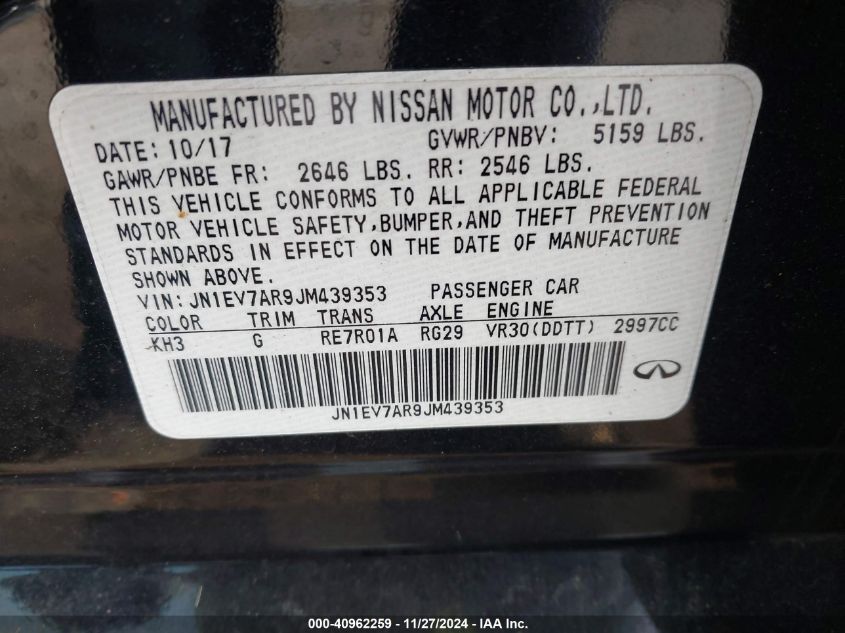 MANUFACTURED BY NISSAN MOTOR CO.,LTD.
DATE: 10/17 GVWR/PNBV: 5159 LBS.
GAWR/PNBE FR: 2646 LBS. RR: 2546 LBS.
THIS VEHICLE CONFORMS TO ALL APPLICABLE FEDERAL
MOTOR VEHICLE SAFETY,BUMPER,AND THEFT PREVENTION
STANDARDS IN EFFECT ON THE DATE OF MANUFACTURE
SHOWN ABOVE.
VIN: JN1EV7AR9JM439353 PASSENGER CAR
COLOR TRIM TRANS AXLE ENGINE
KH3 G RE7R01A RG29 VR30(DDTT) 2997CC
JN1EV7AR9JM439353
000-40962259 - 11/27/2024 - IAA Inc.